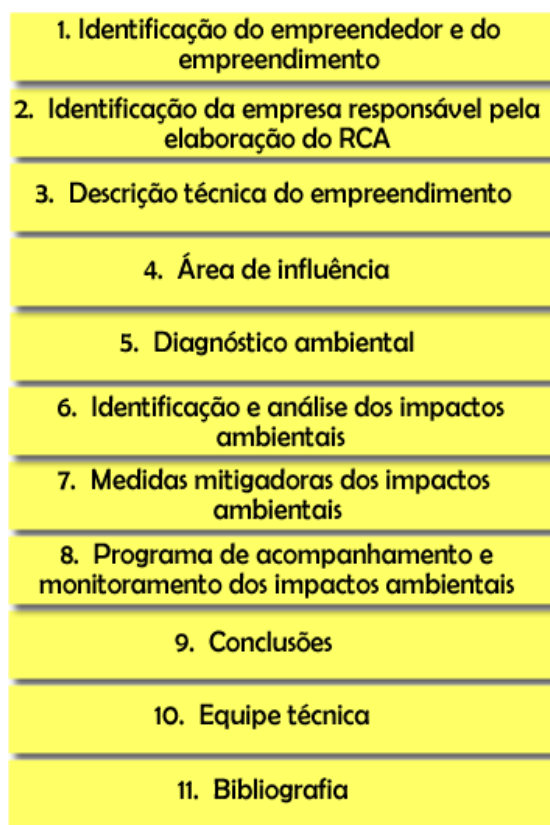 1. Identificação do empreendedor e do
empreendimento
2. Identificação da empresa responsável pela
elaboração do RCA
3. Descrição técnica do empreendimento
4. Área de influência
5. Diagnóstico ambiental
6. Identificação e análise dos impactos
ambientais
7. Medidas mitigadoras dos impactos
ambientais
8. Programa de acompanhamento e
monitoramento dos impactos ambientais
9. Conclusões
10. Equipe técnica
11. Bibliografia